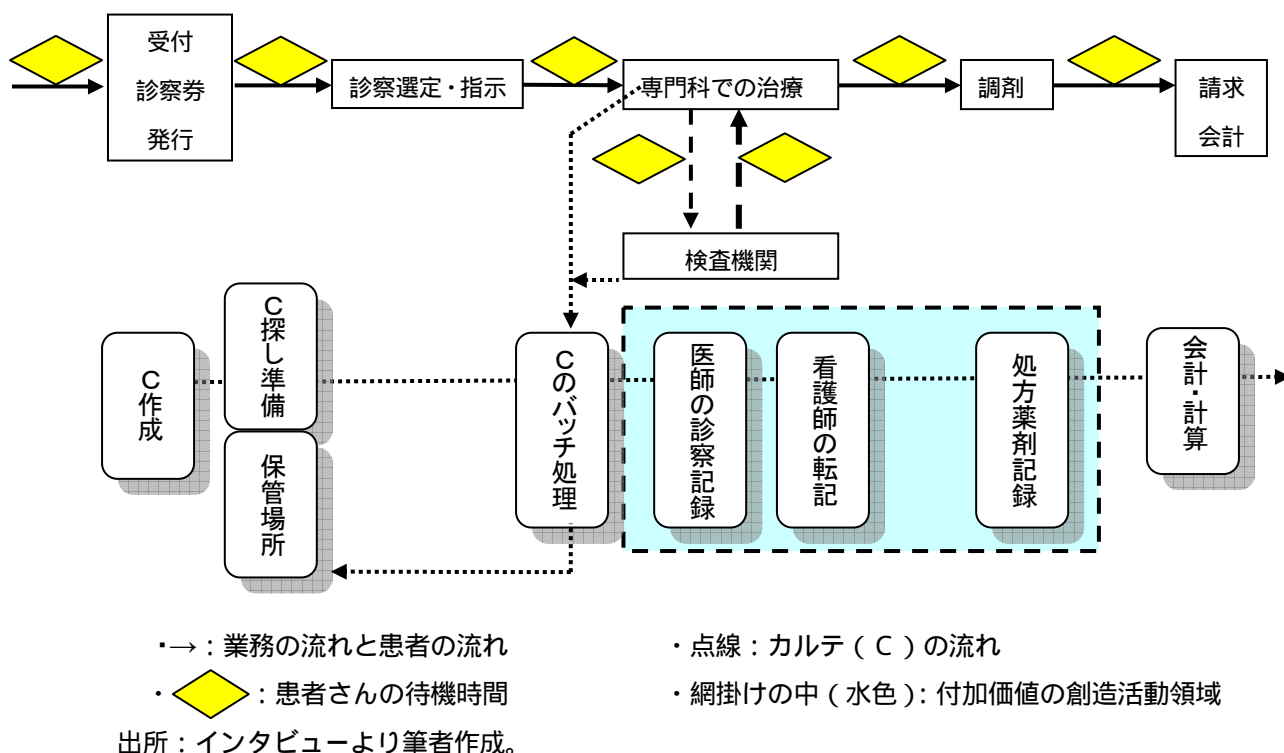 受付
診察券
発行
診察選定・指示
専門科での治療
調剤
請求
会計
検査機関
C作成
C探し準備
保管場所
Cのバッチ処理
医師の診察記録
看護師の転記
処方薬剤記録
会計・計算
・→：業務の流れと患者の流れ
・点線：カルテ（C）の流れ
・：患者さんの待機時間
・網掛けの中（水色）：付加価値の創造活動領域
出所：インタビューより筆者作成。